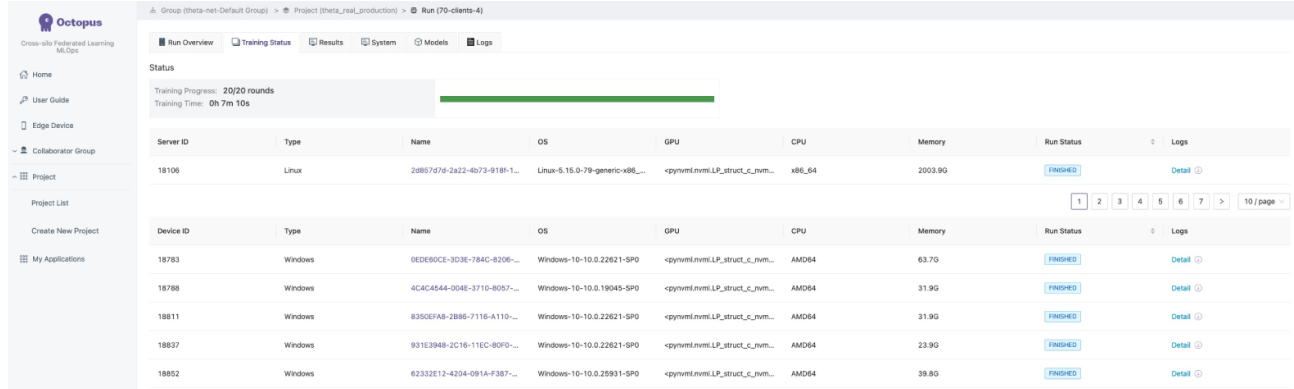 Octopus
Cross-silo Federated Learning
MLOps
Home
User Guide
Edge Device
Collaborator Group
Project
Project List
Create New Project
My Applications
Group (theta-net-Default Group) > Project (theta_real_production) > Run (70-clients-4)
Run Overview Training Status Results System Models Logs
Status
Training Progress: 20/20 rounds
Training Time: 0h 7m 10s
Server ID Type Name OS GPU CPU Memory Run Status Logs
18106 Linux 2d857d7d-2a22-4b73-918f-1... Linux-5.15.0-79-generic-x86_... <pynvml.nvml.LP_struct_c_nvm... x86_64 2003.9G FINISHED Detail
1 2 3 4 5 6 7 > 10 / page
Device ID Type Name OS GPU CPU Memory Run Status Logs
18783 Windows 0EDE60CE-3D3E-784C-8206-... Windows-10-10.0.22621-SP0 <pynvml.nvml.LP_struct_c_nvm... AMD64 63.7G FINISHED Detail
18788 Windows 4C4C4544-004E-3710-8057-... Windows-10-10.0.19045-SP0 <pynvml.nvml.LP_struct_c_nvm... AMD64 31.9G FINISHED Detail
18811 Windows 8350EFA8-2B86-7116-A110-... Windows-10-10.0.22621-SP0 <pynvml.nvml.LP_struct_c_nvm... AMD64 31.9G FINISHED Detail
18837 Windows 931E3948-2C16-11EC-80F0-... Windows-10-10.0.22621-SP0 <pynvml.nvml.LP_struct_c_nvm... AMD64 23.9G FINISHED Detail
18852 Windows 62332E12-4204-091A-F387-... Windows-10-10.0.25931-SP0 <pynvml.nvml.LP_struct_c_nvm... AMD64 39.8G FINISHED Detail